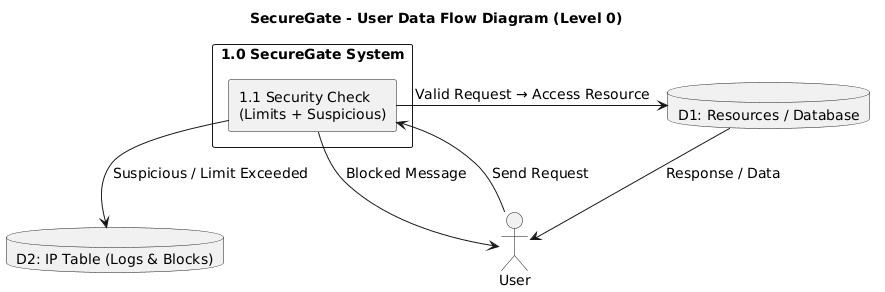 SecureGate - User Data Flow Diagram (Level 0)
1.0 SecureGate System
1.1 Security Check
(Limits + Suspicious)
Valid Request → Access Resource
D1: Resources / Database
Suspicious / Limit Exceeded
Blocked Message
Send Request
Response / Data
D2: IP Table (Logs & Blocks)
User